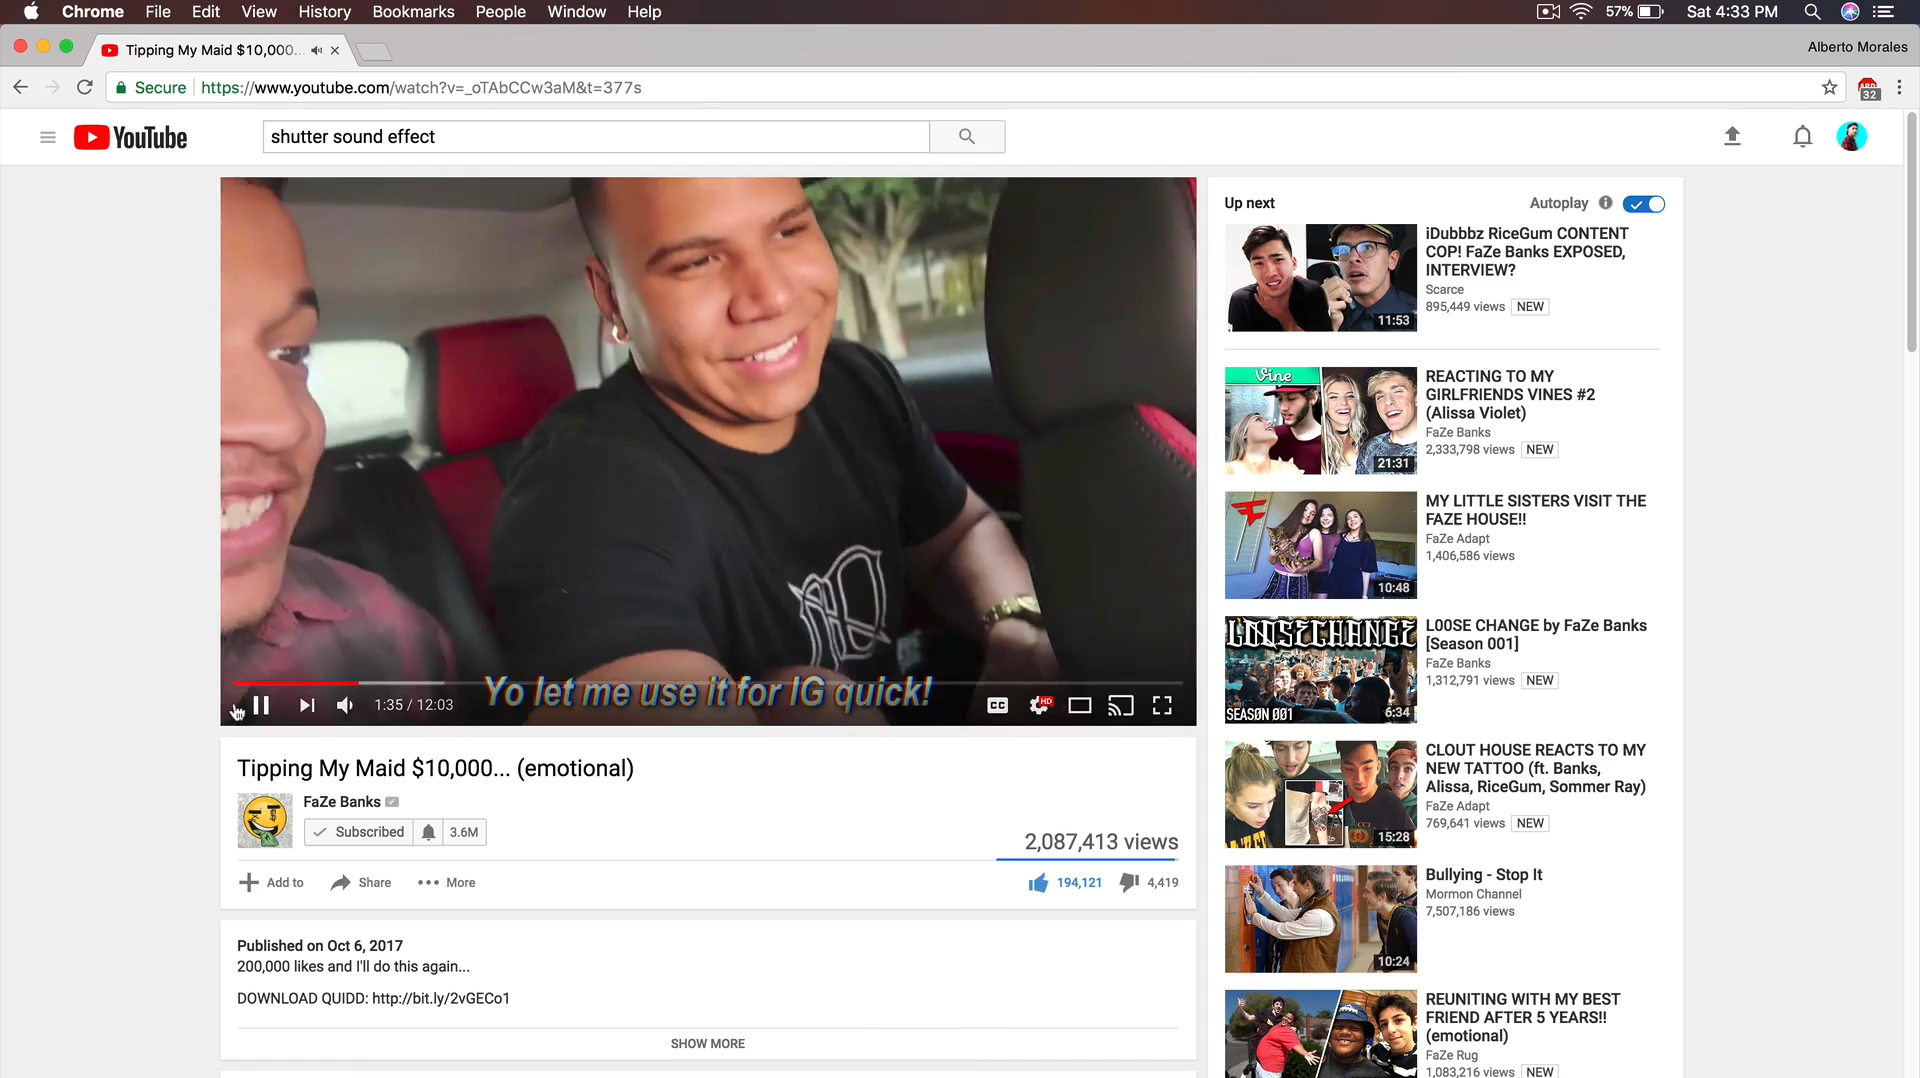 Chrome File Edit View History Bookmarks People Window Help
57% Sat 4:33 PM
Tipping My Maid $10,000...
Alberto Morales
Secure https://www.youtube.com/watch?v=_oTAbCCw3aM&t=377s
32
YouTube
shutter sound effect
Yo let me use it for IG quick!
1:35 / 12:03
CC
HD
Tipping My Maid $10,000... (emotional)
FaZe Banks
Subscribed 3.6M
2,087,413 views
Add to Share More
194,121 4,419
Published on Oct 6, 2017
200,000 likes and I'll do this again...
DOWNLOAD QUIDD: http://bit.ly/2vGECo1
SHOW MORE
Up next
Autoplay
11:53
iDubbbz RiceGum CONTENT
COP! FaZe Banks EXPOSED,
INTERVIEW?
Scarce
895,449 views NEW
Vine
21:31
REACTING TO MY
GIRLFRIENDS VINES #2
(Alissa Violet)
FaZe Banks
2,333,798 views NEW
10:48
MY LITTLE SISTERS VISIT THE
FAZE HOUSE!!
FaZe Adapt
1,406,586 views
LOOSECHANGE
SEASON 001
6:34
L00SE CHANGE by FaZe Banks
[Season 001]
FaZe Banks
1,312,791 views NEW
GUCCI
15:28
CLOUT HOUSE REACTS TO MY
NEW TATTOO (ft. Banks,
Alissa, RiceGum, Sommer Ray)
FaZe Adapt
769,641 views NEW
10:24
Bullying - Stop It
Mormon Channel
7,507,186 views
REUNITING WITH MY BEST
FRIEND AFTER 5 YEARS!!
(emotional)
FaZe Rug
1,083,216 views NEW